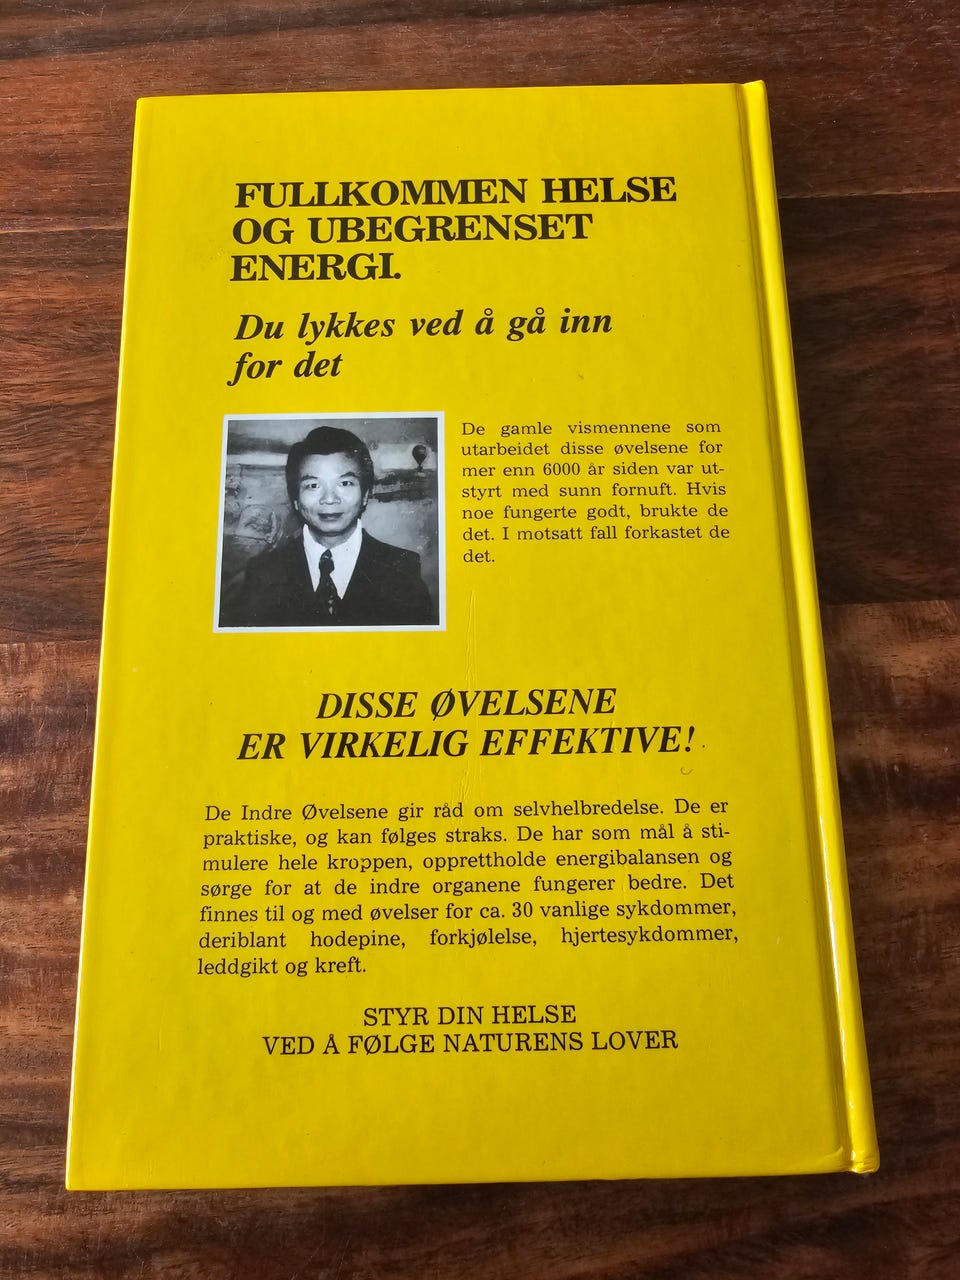 FULLKOMMEN HELSE
OG UBEGRENSET
ENERGI.
Du lykkes ved å gå inn
for det
De gamle vismennene som
utarbeidet disse øvelsene for
mer enn 6000 år siden var ut-
styrt med sunn fornuft. Hvis
noe fungerte godt, brukte de
det. I motsatt fall forkastet de
det.
DISSE ØVELSENE
ER VIRKELIG EFFEKTIVE!
De Indre Øvelsene gir råd om selvhelbredelse. De er
praktiske, og kan følges straks. De har som mål å sti-
mulere hele kroppen, opprettholde energibalansen og
sørge for at de indre organene fungerer bedre. Det
finnes til og med øvelser for ca. 30 vanlige sykdommer,
deriblant hodepine, forkjølelse, hjertesykdommer,
leddgikt og kreft.
STYR DIN HELSE
VED Å FØLGE NATURENS LOVER